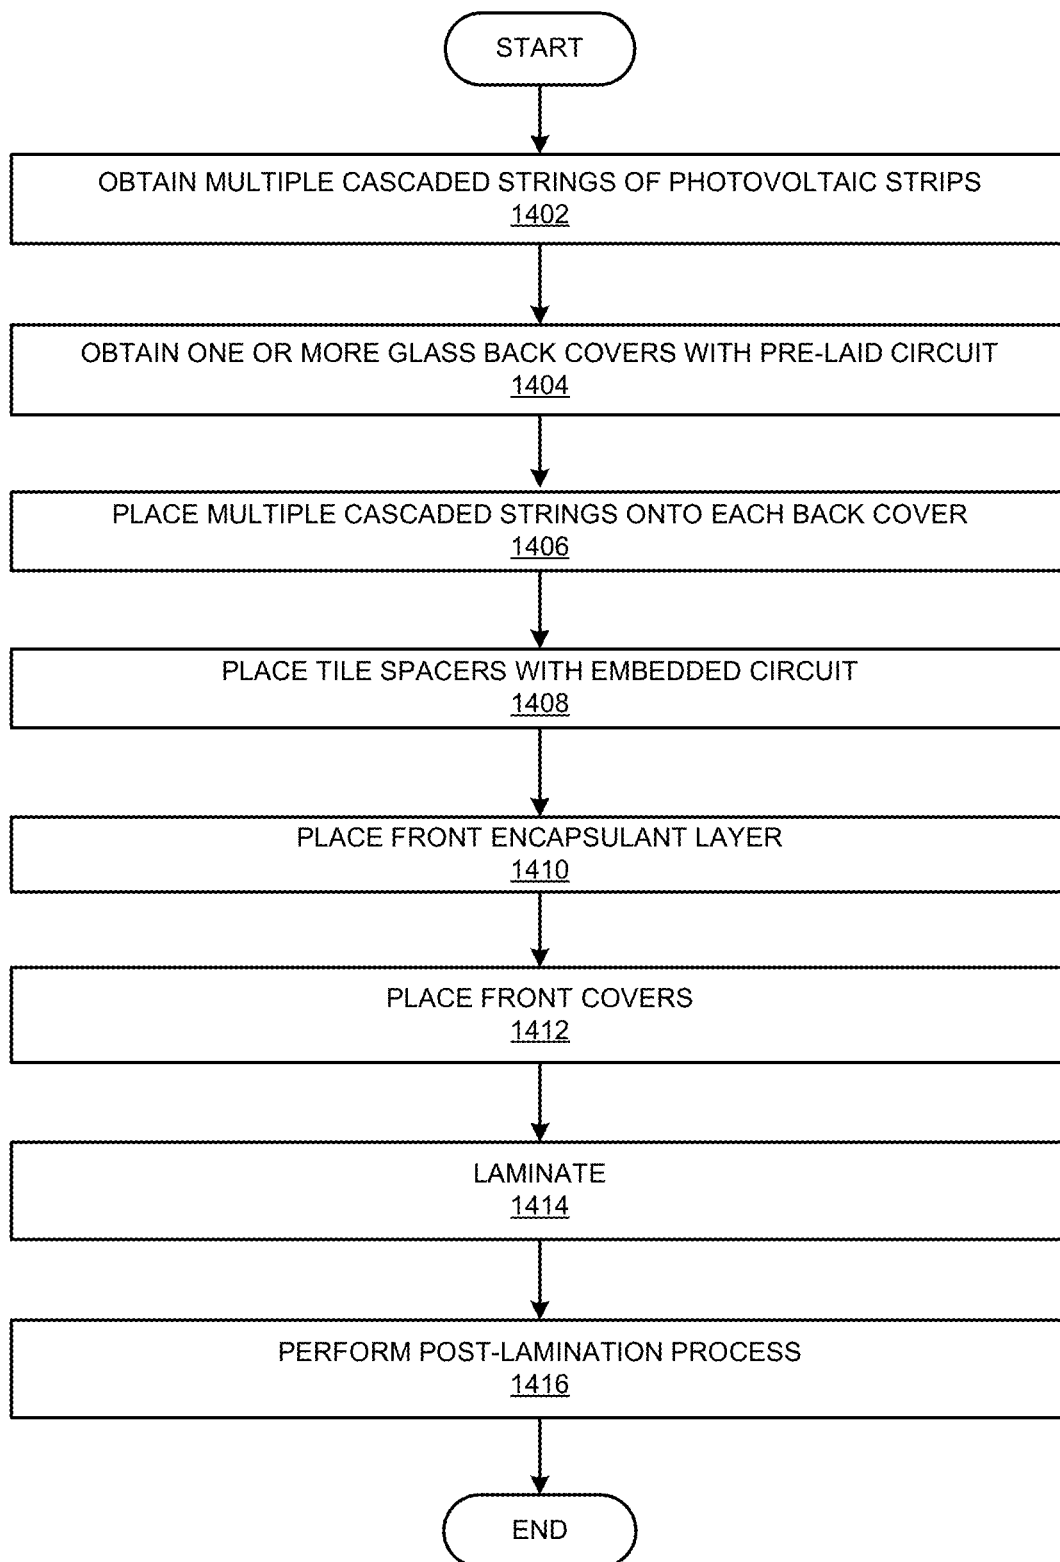 START
OBTAIN MULTIPLE CASCADED STRINGS OF PHOTOVOLTAIC STRIPS
1402
OBTAIN ONE OR MORE GLASS BACK COVERS WITH PRE-LAID CIRCUIT
1404
PLACE MULTIPLE CASCADED STRINGS ONTO EACH BACK COVER
1406
PLACE TILE SPACERS WITH EMBEDDED CIRCUIT
1408
PLACE FRONT ENCAPSULANT LAYER
1410
PLACE FRONT COVERS
1412
LAMINATE
1414
PERFORM POST-LAMINATION PROCESS
1416
END